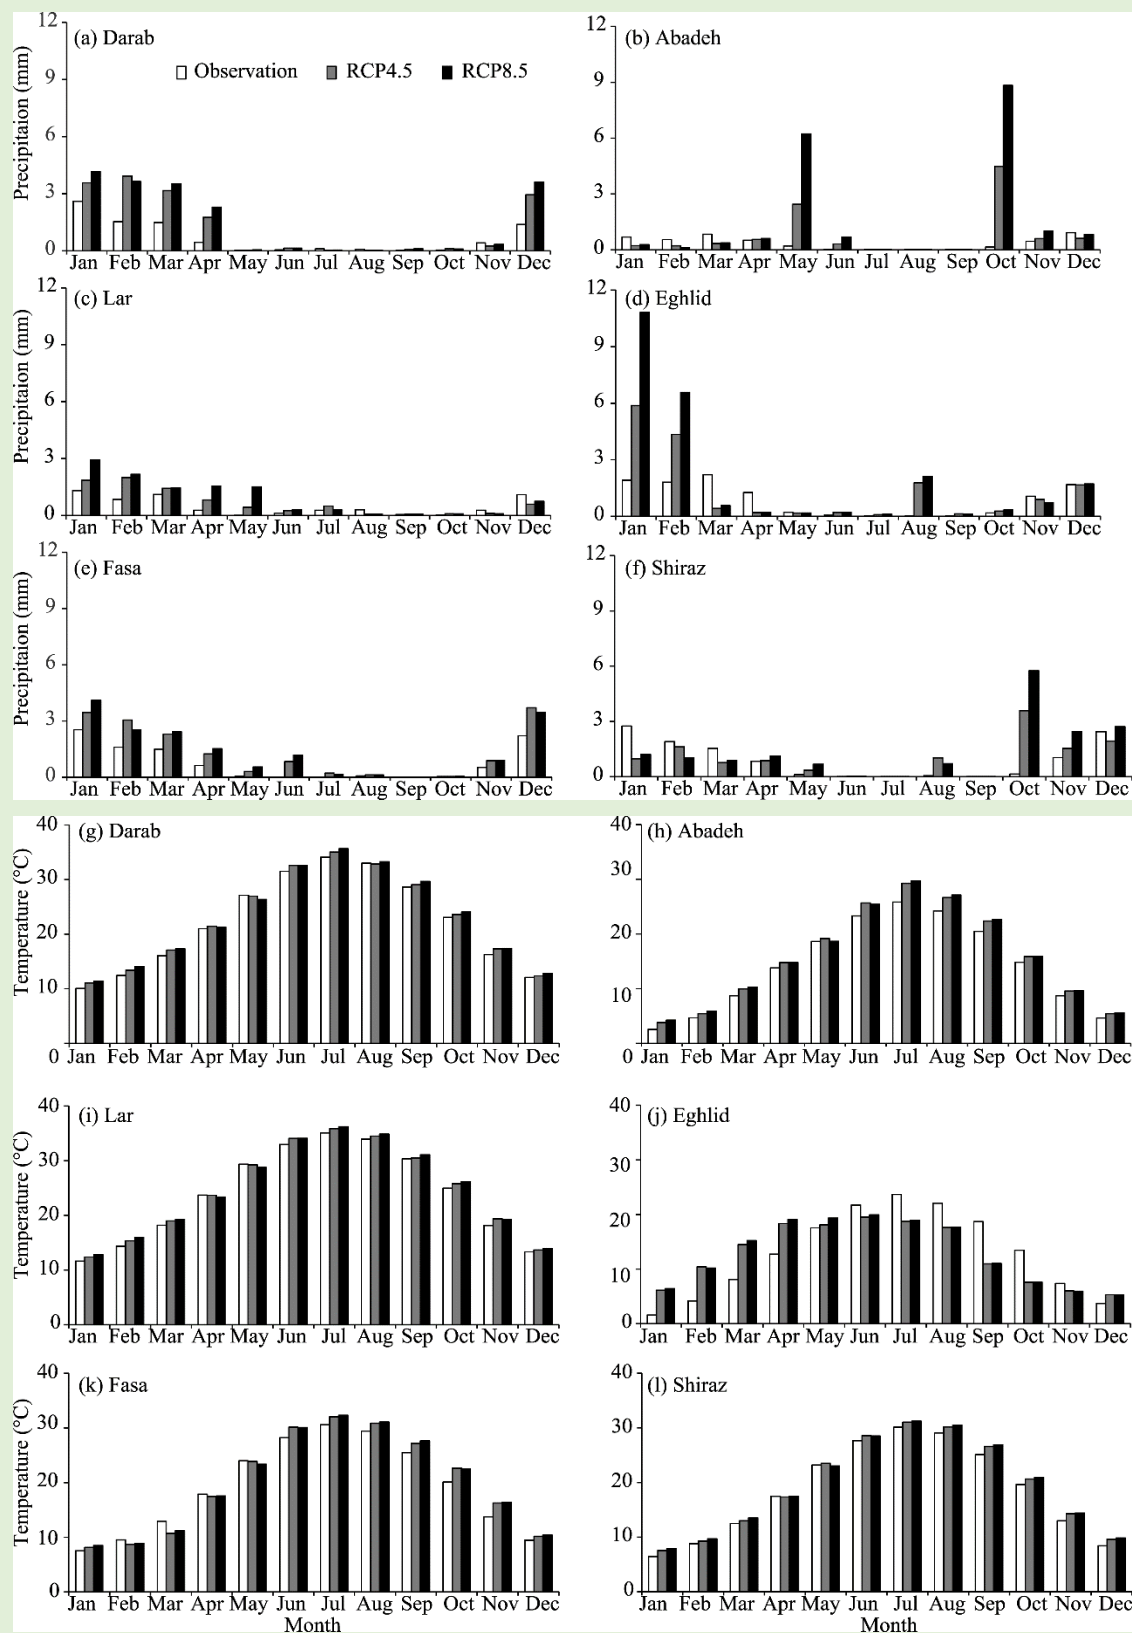 (a) Darab
Observation RCP4.5 RCP8.5
Precipitaion (mm)
12
9
6
3
0
Jan Feb Mar Apr May Jun Jul Aug Sep Oct Nov Dec
(b) Abadeh
12
9
6
3
0
Jan Feb Mar Apr May Jun Jul Aug Sep Oct Nov Dec
(c) Lar
Precipitaion (mm)
12
9
6
3
0
Jan Feb Mar Apr May Jun Jul Aug Sep Oct Nov Dec
(d) Eghlid
12
9
6
3
0
Jan Feb Mar Apr May Jun Jul Aug Sep Oct Nov Dec
(e) Fasa
Precipitaion (mm)
12
9
6
3
0
Jan Feb Mar Apr May Jun Jul Aug Sep Oct Nov Dec
(f) Shiraz
12
9
6
3
0
Jan Feb Mar Apr May Jun Jul Aug Sep Oct Nov Dec
(g) Darab
Temperature (°C)
40
30
20
10
0
Jan Feb Mar Apr May Jun Jul Aug Sep Oct Nov Dec
(h) Abadeh
40
30
20
10
0
Jan Feb Mar Apr May Jun Jul Aug Sep Oct Nov Dec
(i) Lar
Temperature (°C)
40
30
20
10
0
Jan Feb Mar Apr May Jun Jul Aug Sep Oct Nov Dec
(j) Eghlid
40
30
20
10
0
Jan Feb Mar Apr May Jun Jul Aug Sep Oct Nov Dec
(k) Fasa
Temperature (°C)
40
30
20
10
0
Jan Feb Mar Apr May Jun Jul Aug Sep Oct Nov Dec
Month
(l) Shiraz
40
30
20
10
0
Jan Feb Mar Apr May Jun Jul Aug Sep Oct Nov Dec
Month